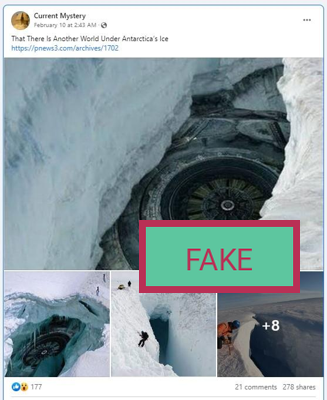 Current Mystery
February 10 at 2:43 AM ·
That There Is Another World Under Antarctica's Ice
https://pnews3.com/archives/1702
FAKE
+8
177
21 comments 278 shares